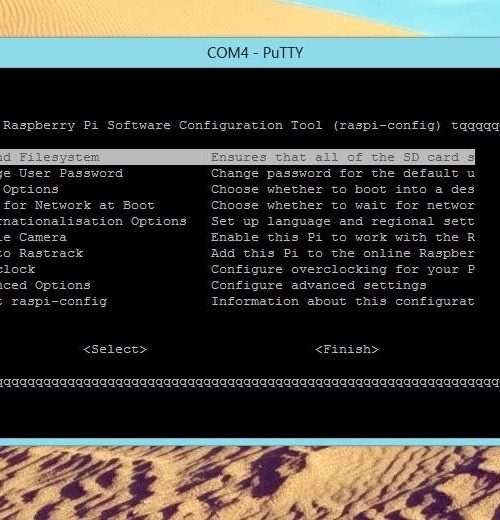 COM4 - PuTTY
Raspberry Pi Software Configuration Tool (raspi-config) tqqqqq
nd Filesystem Ensures that all of the SD card s
ge User Password Change password for the default u
Options Choose whether to boot into a des
for Network at Boot Choose whether to wait for networ
rnationalisation Options Set up language and regional sett
le Camera Enable this Pi to work with the R
to Rastrack Add this Pi to the online Raspber
clock Configure overclocking for your P
nced Options Configure advanced settings
t raspi-config Information about this configurat
<Select> <Finish>